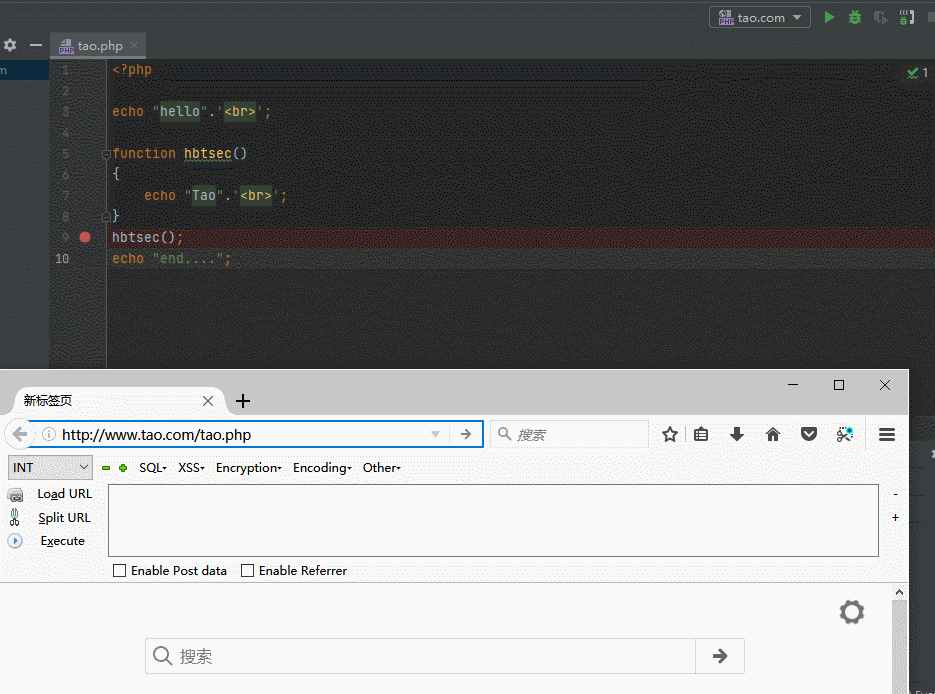 tao.com
tao.php
1 <?php
2
3 echo "hello".'<br>';
4
5 function hbtsec()
6 {
7 echo "Tao".'<br>';
8 }
9 hbtsec();
10 echo "end....";
1
新标签页
http://www.tao.com/tao.php
搜索
INT SQL XSS Encryption Encoding Other
Load URL
Split URL
Execute
-
+
Enable Post data Enable Referrer
搜索